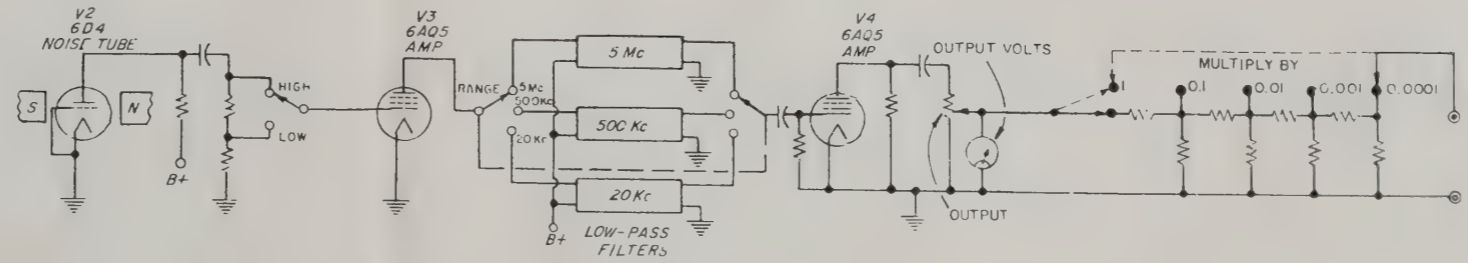 V2
6D4
NOISE TUBE
S
N
B+
HIGH
LOW
V3
6AQ5
AMP
RANGE
5Mc
500Kc
20Kc
5 Mc
500 Kc
20 Kc
B+
LOW-PASS
FILTERS
V4
6AQ5
AMP
OUTPUT VOLTS
OUTPUT
MULTIPLY BY
1
0.1
0.01
0.001
0.0001